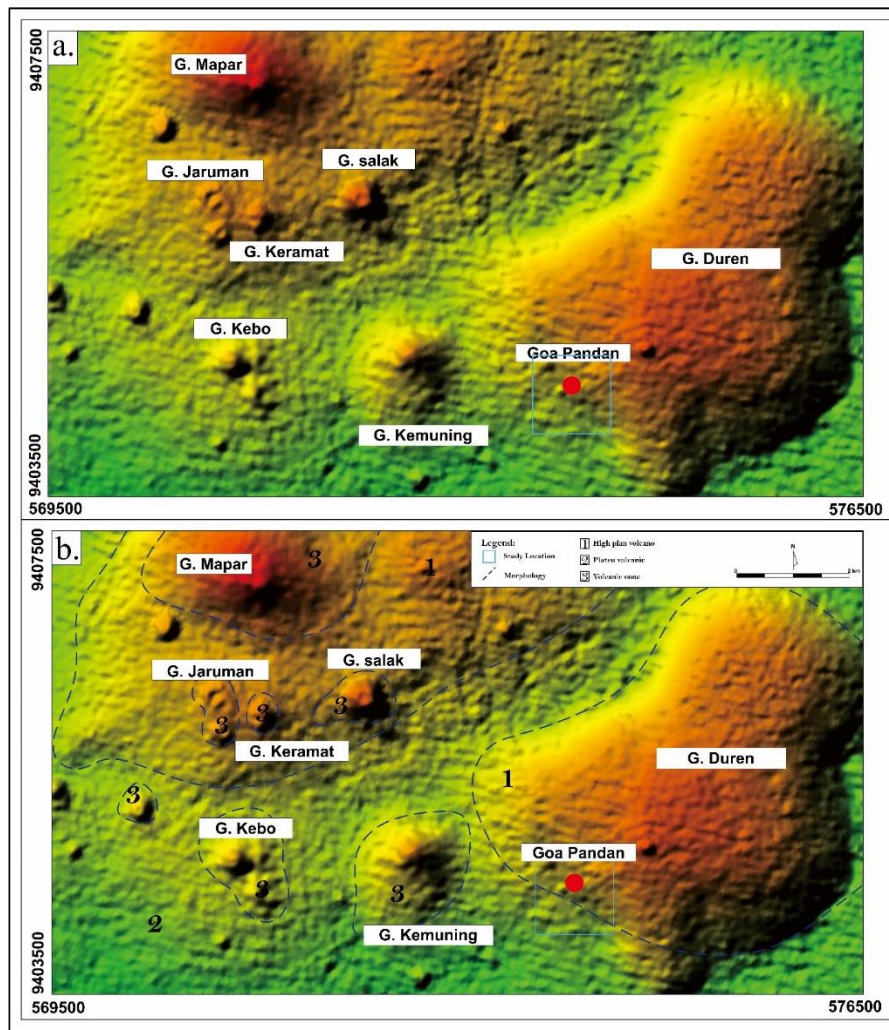 a.
9407500
G. Mapar
G. Jaruman
G. salak
G. Keramat
G. Duren
G. Kebo
Goa Pandan
G. Kemuning
9403500
569500
576500
b.
9407500
G. Mapar
3
1
Legend:
Study Location
Morphology
1 High plan volcano
2 Plateu volcanic
3 Volcanic cone
N
0
2 km
G. Jaruman
G. salak
3
3
3
G. Keramat
G. Duren
1
3
G. Kebo
Goa Pandan
3
3
2
G. Kemuning
9403500
569500
576500